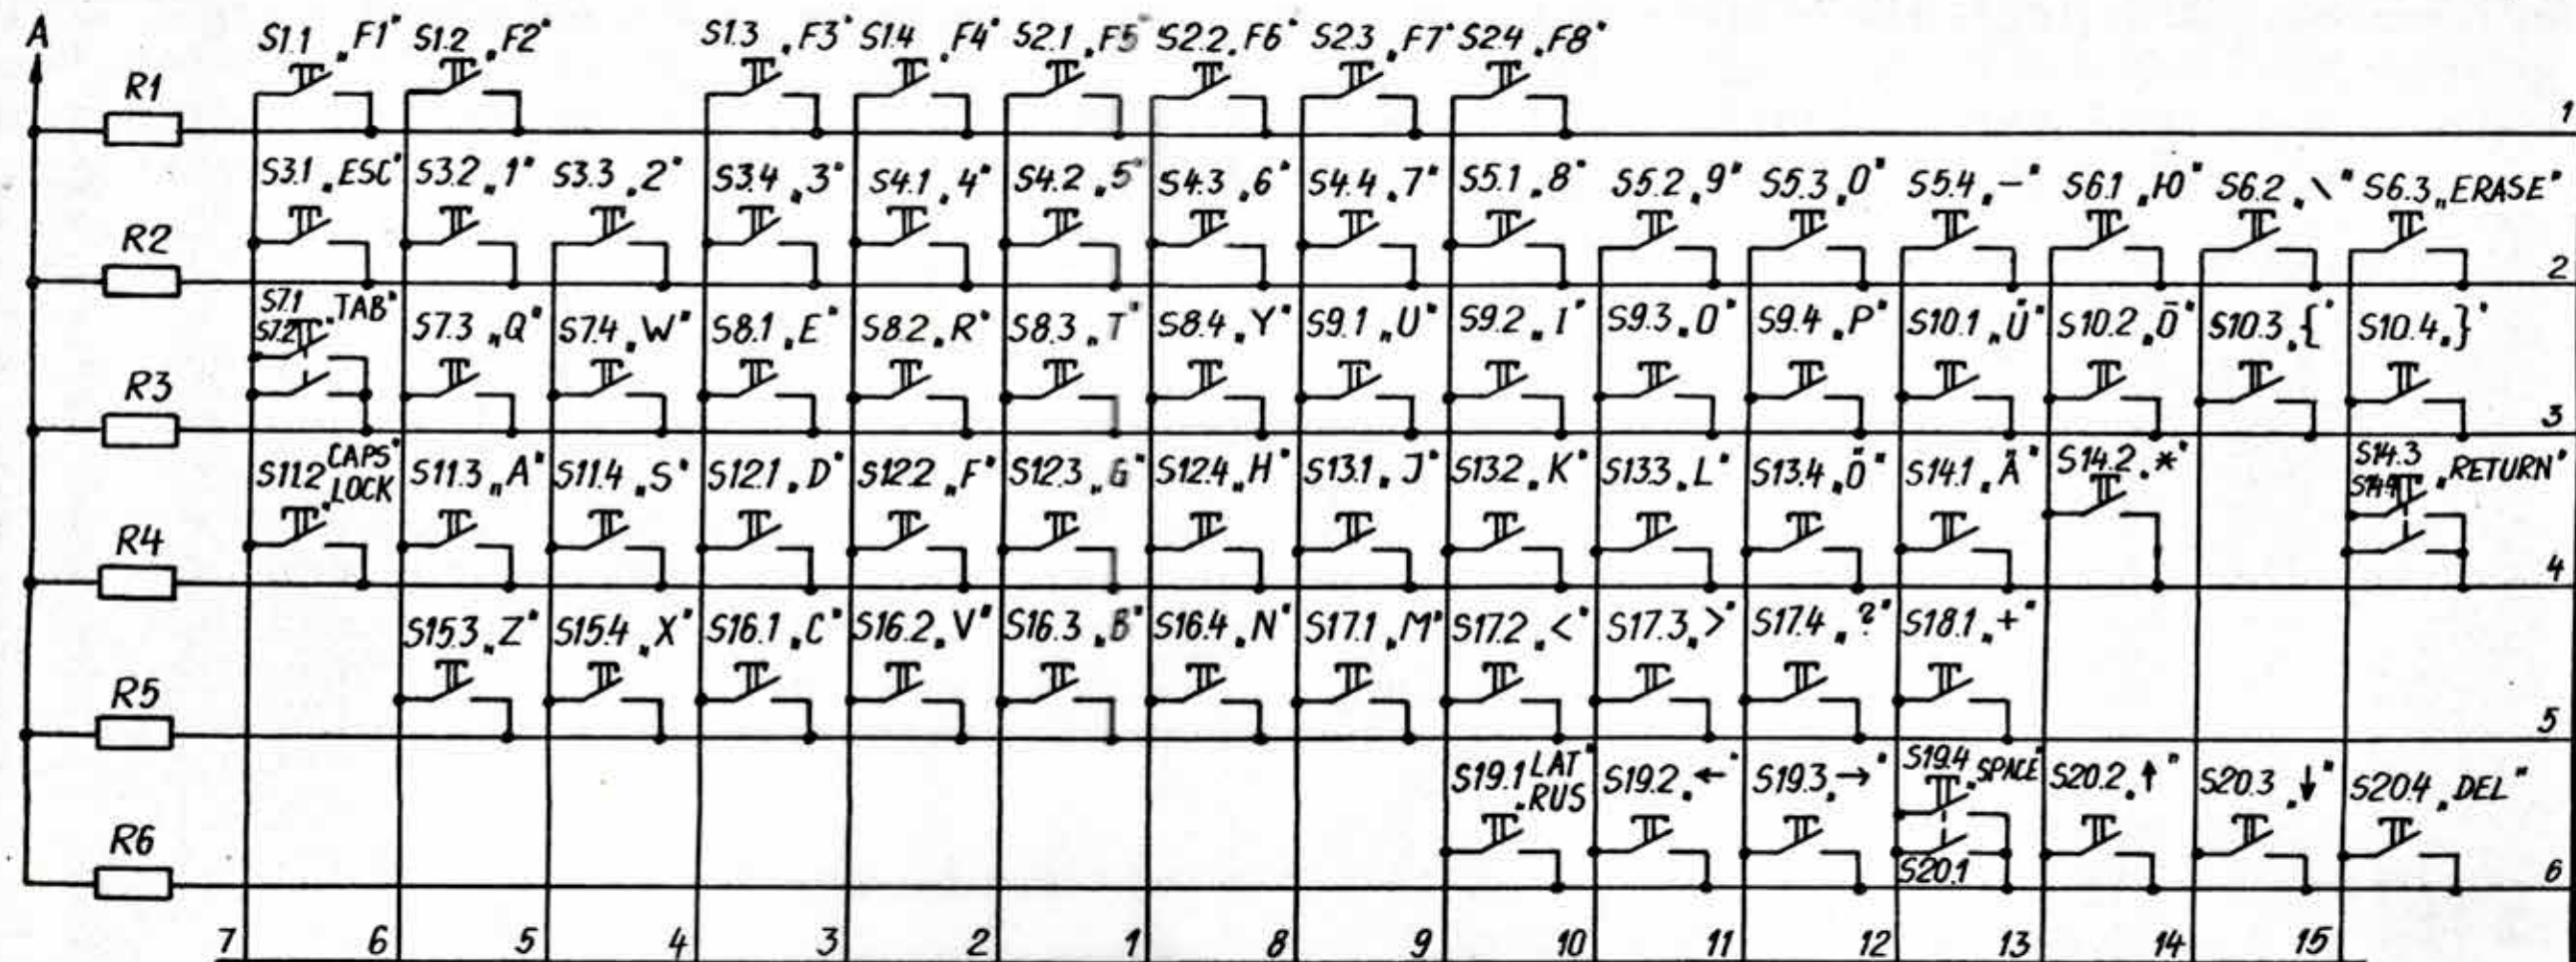 A
S1.1 „F1" S1.2 „F2" S1.3 „F3" S1.4 „F4" S2.1 „F5" S2.2 „F6" S2.3 „F7" S2.4 „F8"
R1
1
S3.1 „ESC" S3.2 „1" S3.3 „2" S3.4 „3" S4.1 „4" S4.2 „5" S4.3 „6" S4.4 „7" S5.1 „8" S5.2 „9" S5.3 „0" S5.4 „–" S6.1 „Ю" S6.2 „\" S6.3 „ERASE"
R2
2
S7.1
S7.2 „TAB" S7.3 „Q" S7.4 „W" S8.1 „E" S8.2 „R" S8.3 „T" S8.4 „Y" S9.1 „U" S9.2 „I" S9.3 „O" S9.4 „P" S10.1 „Ü" S10.2 „Õ" S10.3 „{" S10.4 „}"
R3
3
S11.2 „CAPS
LOCK" S11.3 „A" S11.4 „S" S12.1 „D" S12.2 „F" S12.3 „G" S12.4 „H" S13.1 „J" S13.2 „K" S13.3 „L" S13.4 „Ö" S14.1 „Ä" S14.2 „*" S14.3
S14.4 „RETURN"
R4
4
S15.3 „Z" S15.4 „X" S16.1 „C" S16.2 „V" S16.3 „B" S16.4 „N" S17.1 „M" S17.2 „<" S17.3 „>" S17.4 „?" S18.1 „+"
R5
5
S19.1 „LAT"
RUS S19.2 „←" S19.3 „→" S19.4 „SPACE" S20.2 „↑" S20.3 „↓" S20.4 „DEL"
R6
S20.1
6
7 6 5 4 3 2 1 8 9 10 11 12 13 14 15